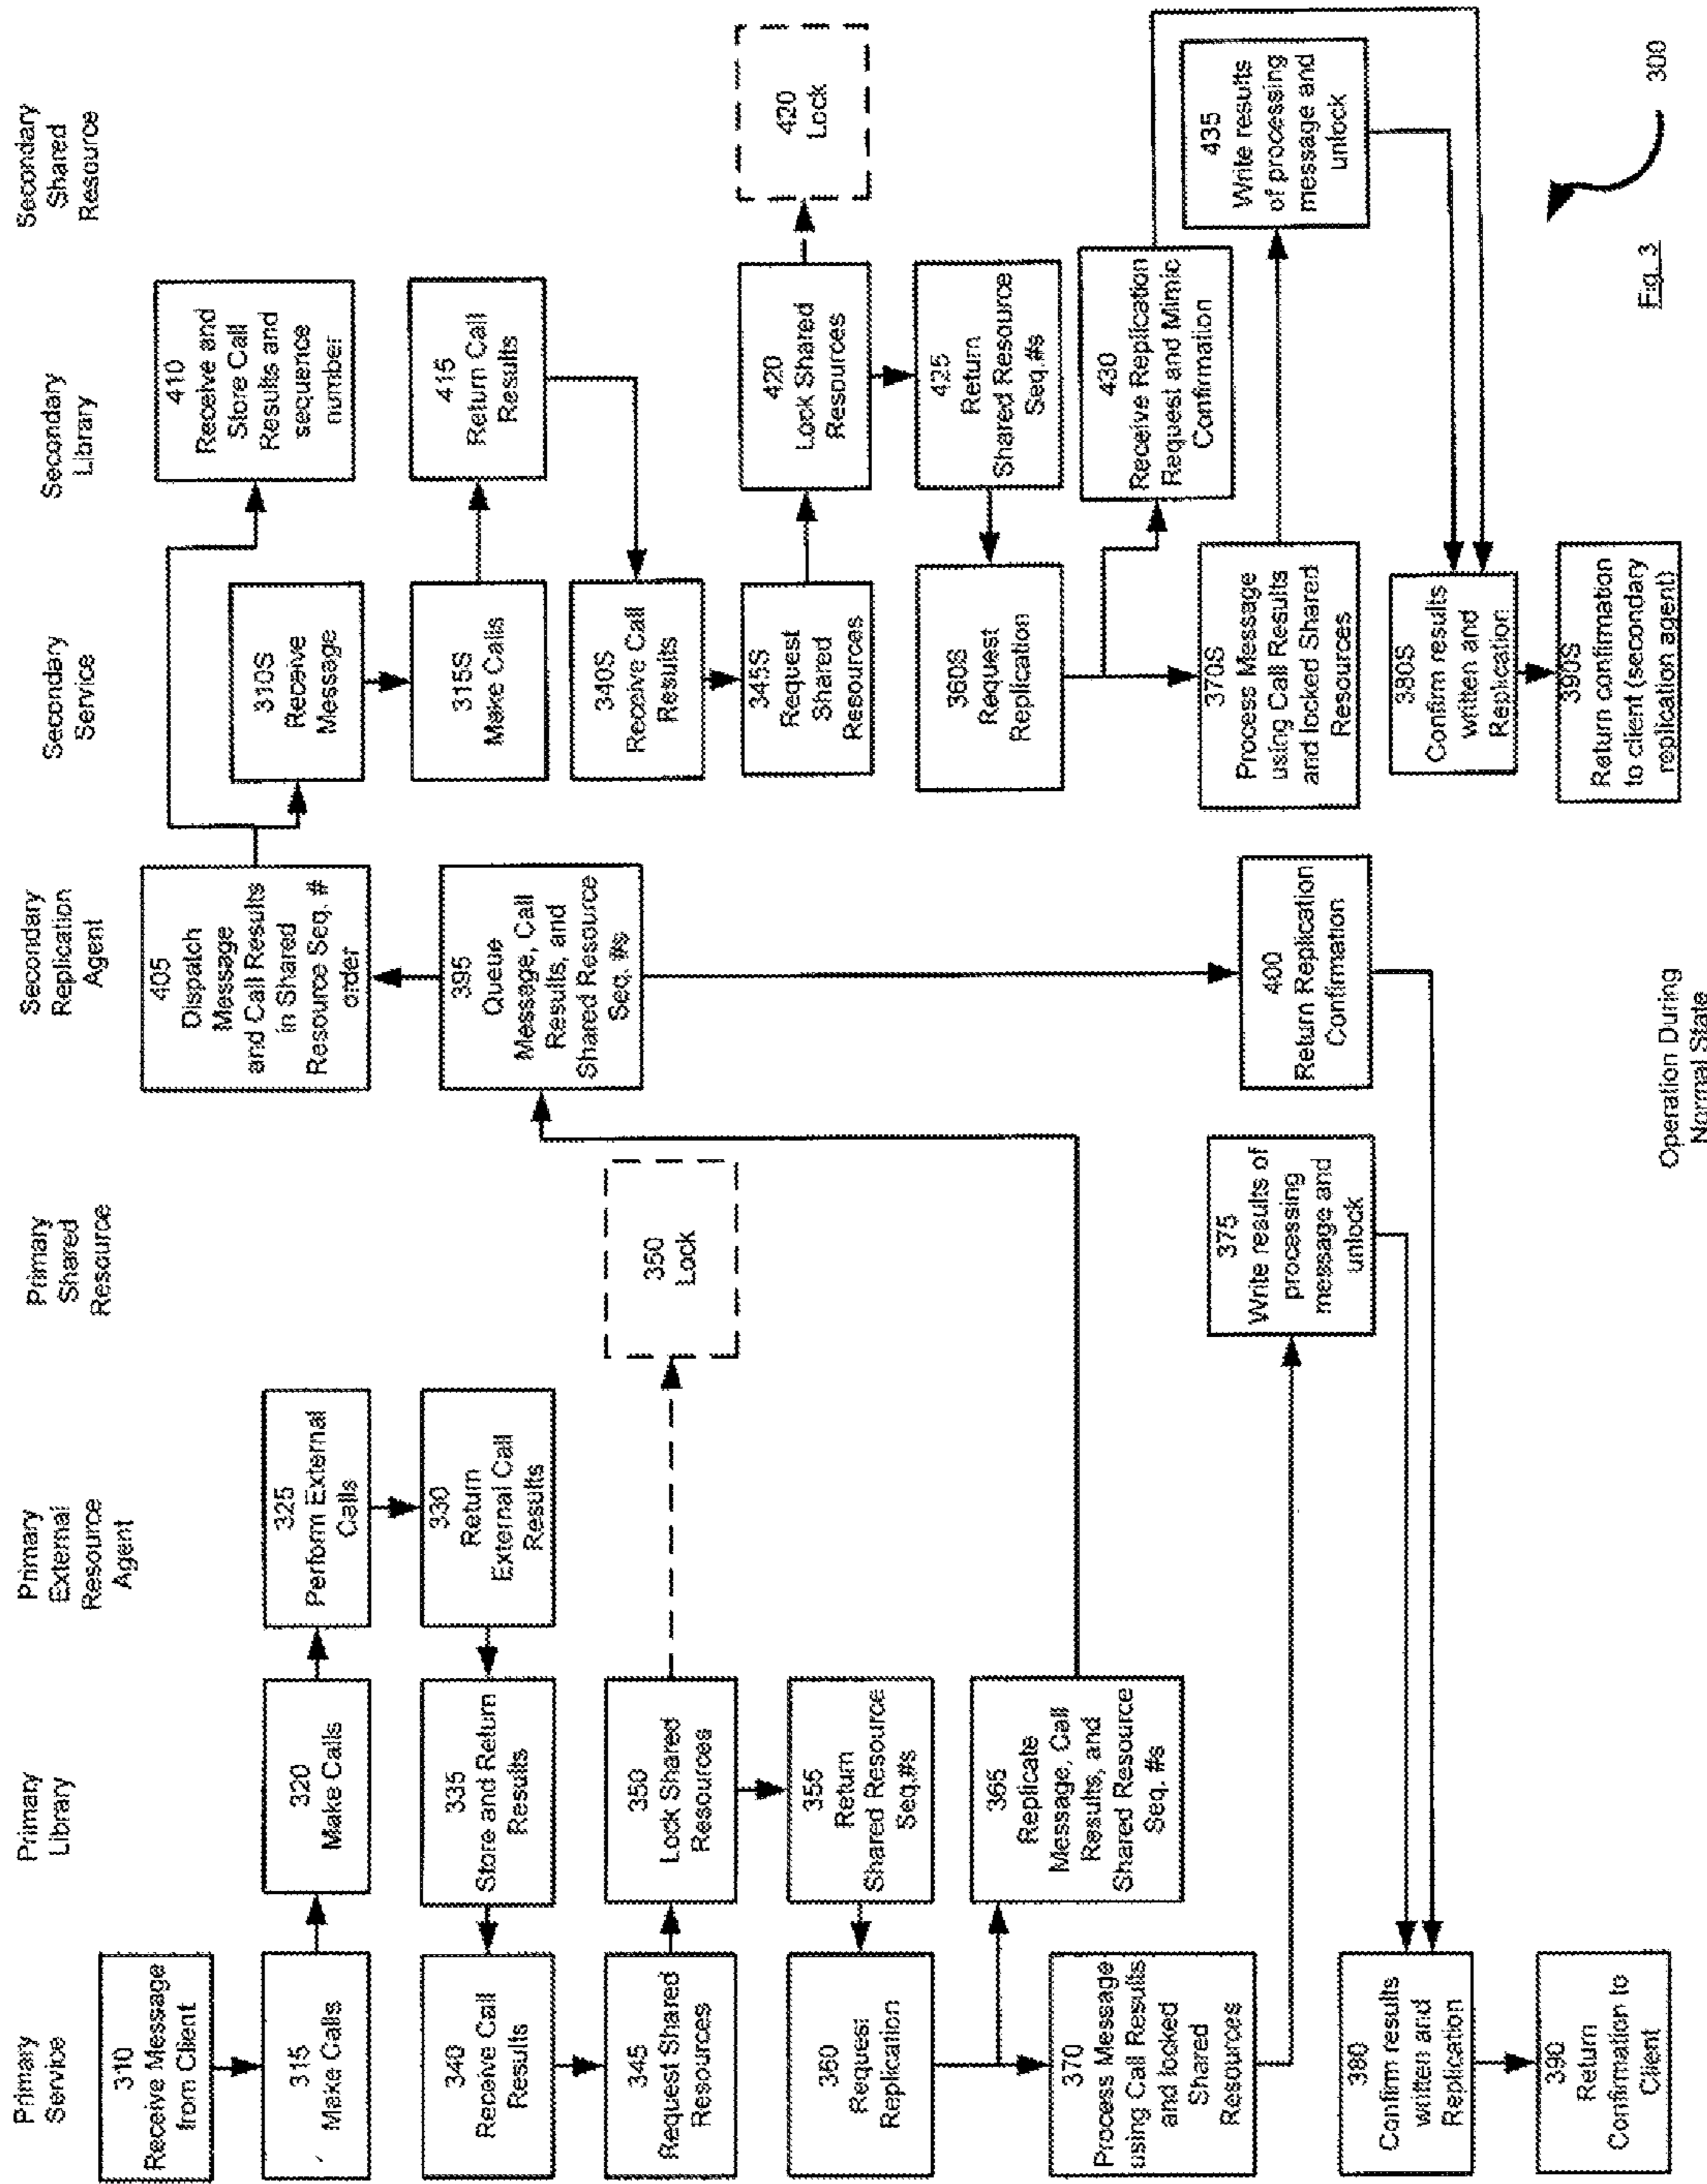 Primary
Service
Primary
Library
Primary
External
Resource
Agent
Primary
Shared
Resource
Secondary
Replication
Agent
Secondary
Service
Secondary
Library
Secondary
Shared
Resource
310
Receive Message
from Client
315
Make Calls
320
Make Calls
325
Perform External
Calls
330
Return
External Call
Results
335
Store and Return
Results
340
Receive Call
Results
345
Request Shared
Resources
350
Lock Shared
Resources
350
Lock
355
Return
Shared Resource
Seq.#s
360
Request
Replication
365
Replicate
Message, Call
Results, and
Shared Resource
Seq. #s
370
Process Message
using Call Results
and locked
Shared
Resources
375
Write results of
processing
message and
unlock
380
Confirm results
written and
Replication
390
Return
Confirmation to
Client
405
Dispatch
Message
and Call Results
in Shared
Resource Seq. #
order
395
Queue
Message, Call
Results, and
Shared Resource
Seq. #s
400
Return Replication
Confirmation
410
Receive and
Store Call
Results and
sequence
number
310S
Receive
Message
315S
Make Calls
415
Return Call
Results
340S
Receive Call
Results
345S
Request
Shared
Resources
420
Lock Shared
Resources
420
Lock
425
Return
Shared Resource
Seq.#s
360S
Request
Replication
430
Receive Replication
Request and Mimic
Confirmation
370S
Process Message
using Call Results
and locked Shared
Resources
435
Write results
of processing
message and
unlock
380S
Confirm results
written and
Replication
390S
Return confirmation
to client (secondary
replication agent)
Operation During
Normal State
Fig. 3
300